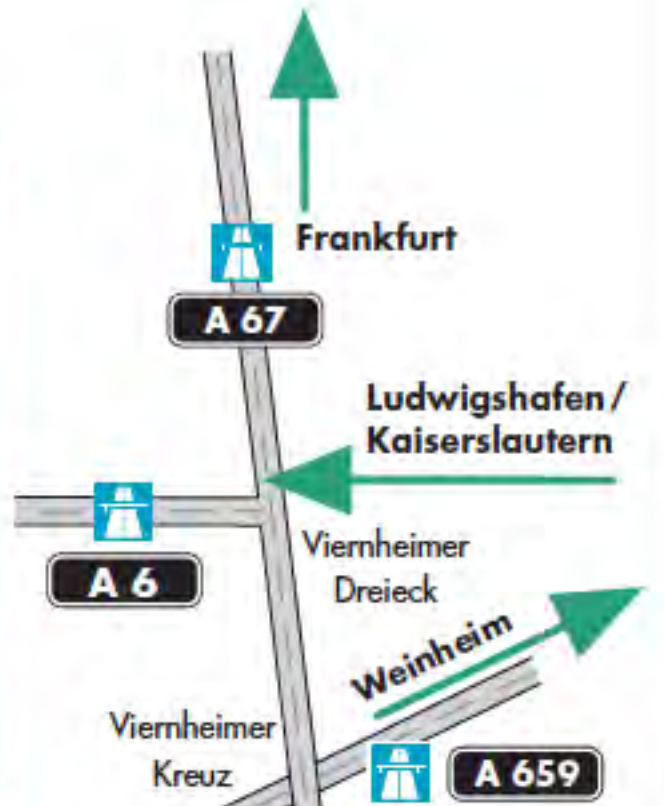 Frankfurt
A 67
Ludwigshafen/
Kaiserslautern
Viernheimer
Dreieck
A 6
Weinheim
Viernheimer
Kreuz
A 659